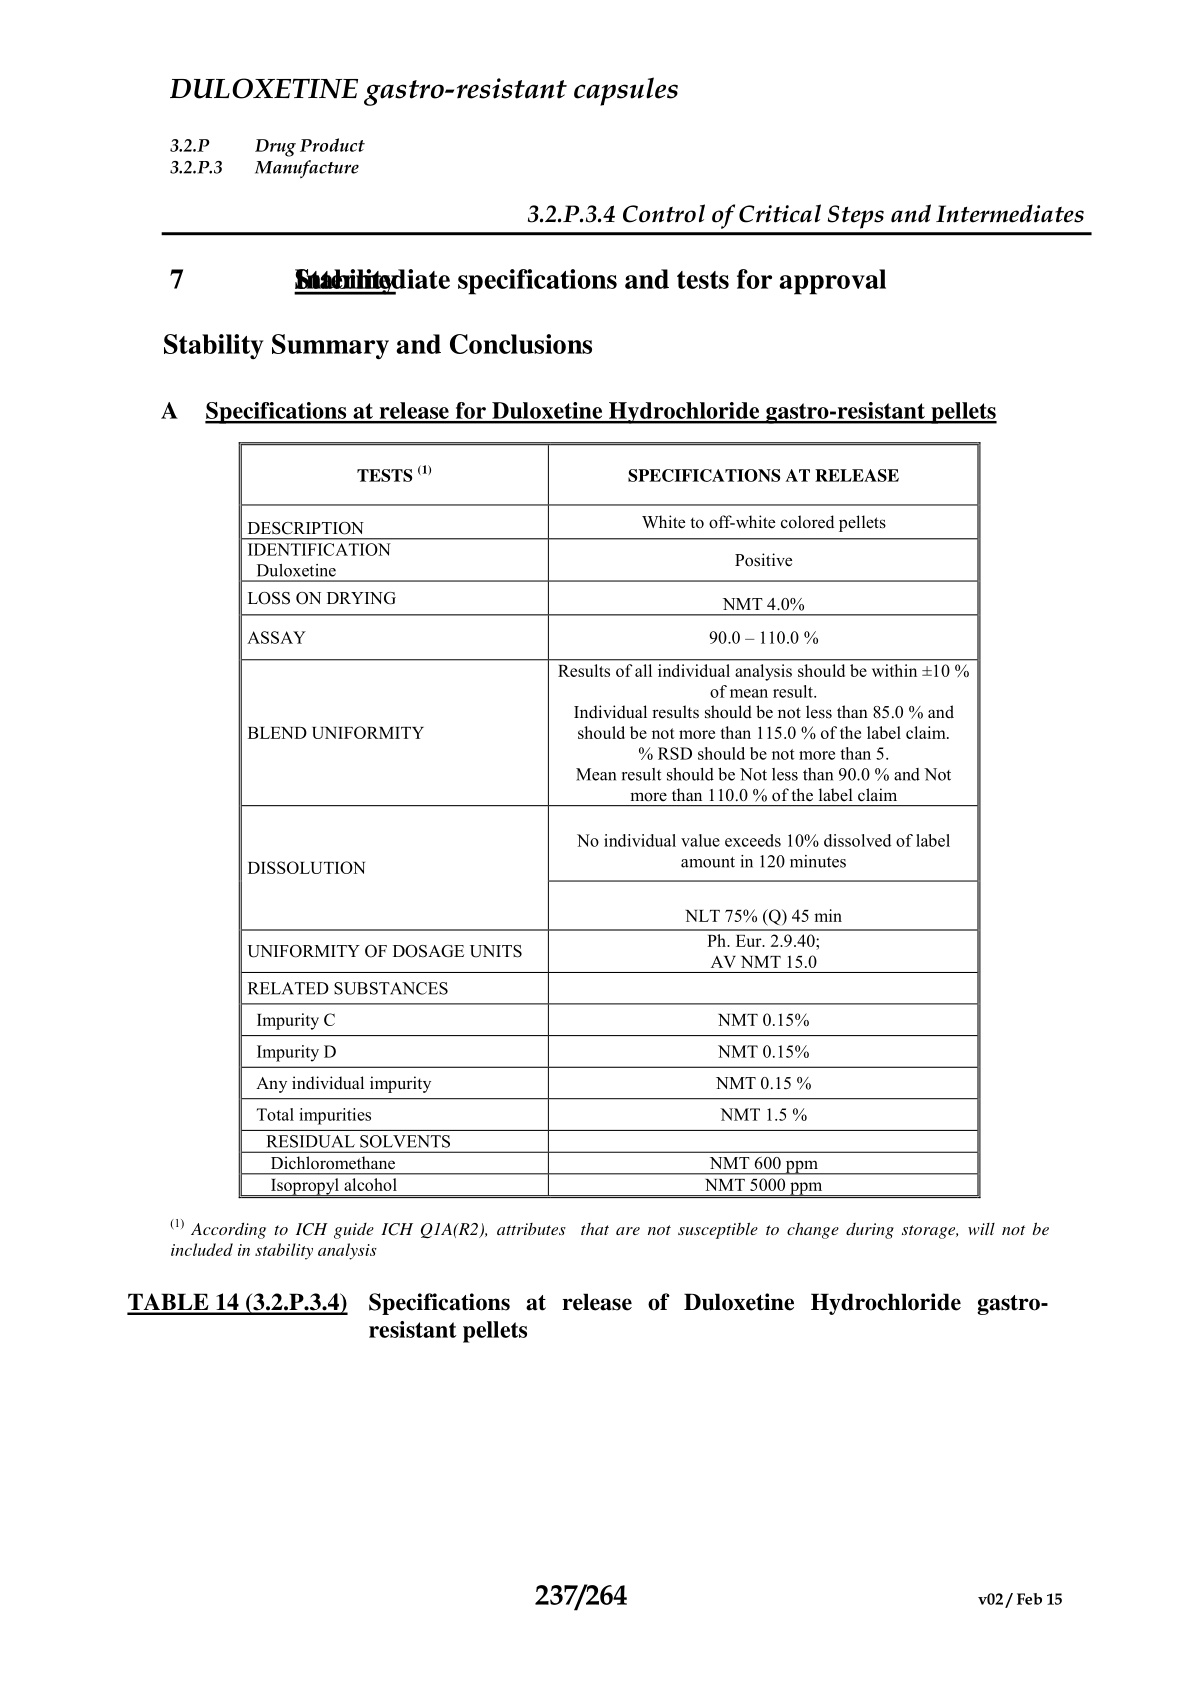 DULOXETINE gastro-resistant capsules
3.2.P Drug Product
3.2.P.3 Manufacture
3.2.P.3.4 Control of Critical Steps and Intermediates
7 Intermediate specifications and tests for approval
Stability
Stability Summary and Conclusions
A Specifications at release for Duloxetine Hydrochloride gastro-resistant pellets
TESTS (1) SPECIFICATIONS AT RELEASE
DESCRIPTION White to off-white colored pellets
IDENTIFICATION
Duloxetine Positive
LOSS ON DRYING NMT 4.0%
ASSAY 90.0 – 110.0 %
BLEND UNIFORMITY
Results of all individual analysis should be within ±10 %
of mean result.
Individual results should be not less than 85.0 % and
should be not more than 115.0 % of the label claim.
% RSD should be not more than 5.
Mean result should be Not less than 90.0 % and Not
more than 110.0 % of the label claim
DISSOLUTION
No individual value exceeds 10% dissolved of label
amount in 120 minutes
NLT 75% (Q) 45 min
UNIFORMITY OF DOSAGE UNITS
Ph. Eur. 2.9.40;
AV NMT 15.0
RELATED SUBSTANCES
Impurity C NMT 0.15%
Impurity D NMT 0.15%
Any individual impurity NMT 0.15 %
Total impurities NMT 1.5 %
RESIDUAL SOLVENTS
Dichloromethane NMT 600 ppm
Isopropyl alcohol NMT 5000 ppm
(1) According to ICH guide ICH Q1A(R2), attributes that are not susceptible to change during storage, will not be
included in stability analysis
TABLE 14 (3.2.P.3.4) Specifications at release of Duloxetine Hydrochloride gastro-
resistant pellets
237/264
v02 / Feb 15